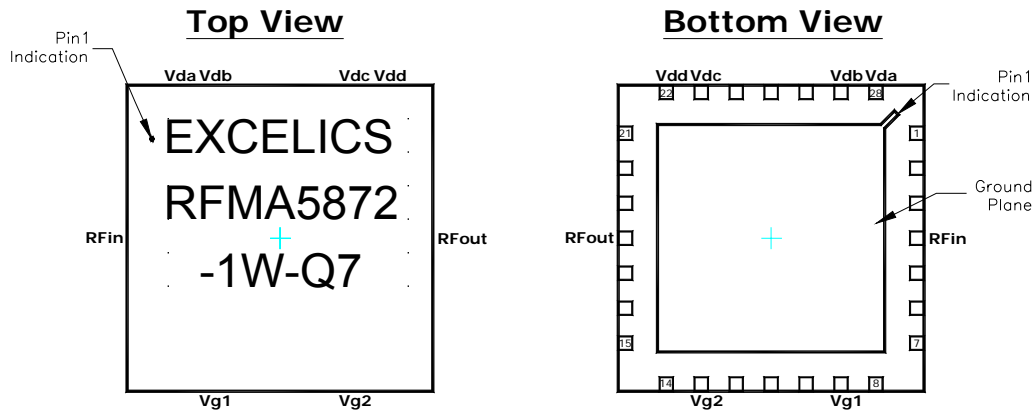 Top View
Pin1
Indication
Vda Vdb
Vdc Vdd
EXCELICS
RFMA5872
-1W-Q7
RFin
RFout
Vg1
Vg2
Bottom View
Vdd Vdc
Vdb Vda
Pin1
Indication
22
28
21
1
Ground
Plane
RFout
RFin
15
7
14
8
Vg2
Vg1